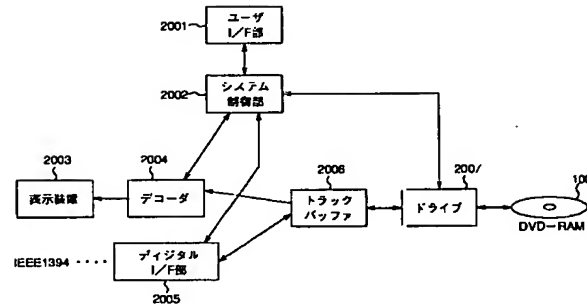 2001
ユーザ
I/F部
2002
システム
制御部
2003
表示装置
2004
デコーダ
2006
トラック
バッファ
2007
ドライブ
100
DVD-RAM
IEEE1394
ディジタル
I/F部
2005